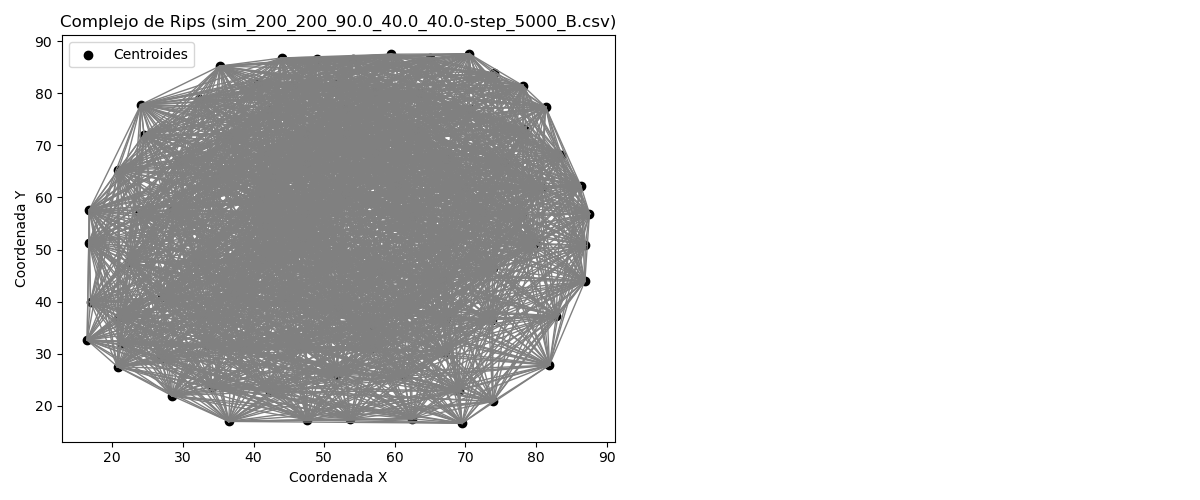 Complejo de Rips (sim_200_200_90.0_40.0_40.0-step_5000_B.csv)
Centroides
90
80
70
60
50
40
30
20
Coordenada Y
20 30 40 50 60 70 80 90
Coordenada X